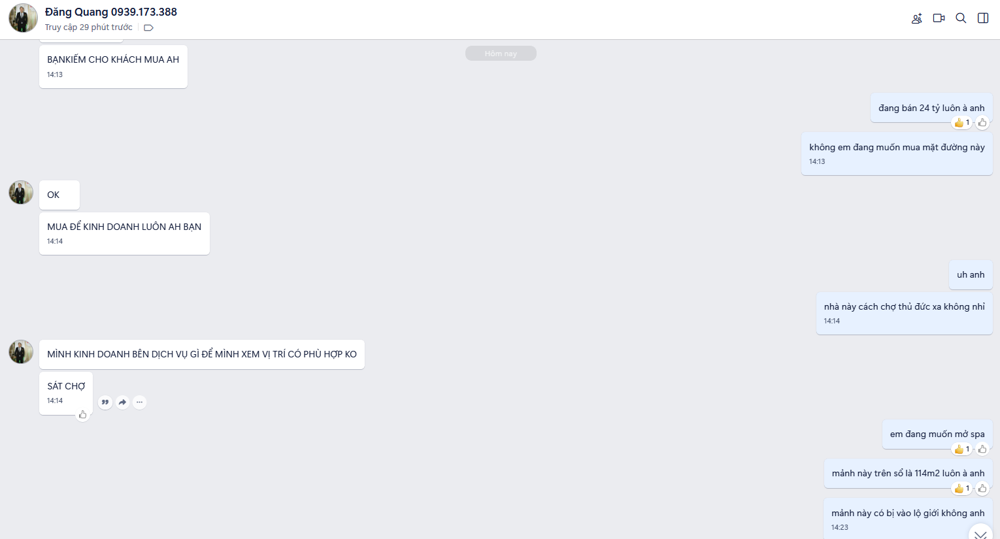 Đăng Quang 0939.173.388
Truy cập 29 phút trước
Hôm nay
BẠNKIẾM CHO KHÁCH MUA AH
14:13
đang bán 24 tỷ luôn à anh
1
không em đang muốn mua mặt đường này
14:13
OK
MUA ĐỂ KINH DOANH LUÔN AH BẠN
14:14
uh anh
nhà này cách chợ thủ đức xa không nhỉ
14:14
MÌNH KINH DOANH BÊN DỊCH VỤ GÌ ĐỂ MÌNH XEM VỊ TRÍ CÓ PHÙ HỢP KO
SÁT CHỢ
14:14
em đang muốn mở spa
1
mảnh này trên sổ là 114m2 luôn à anh
1
mảnh này có bị vào lộ giới không anh
14:23